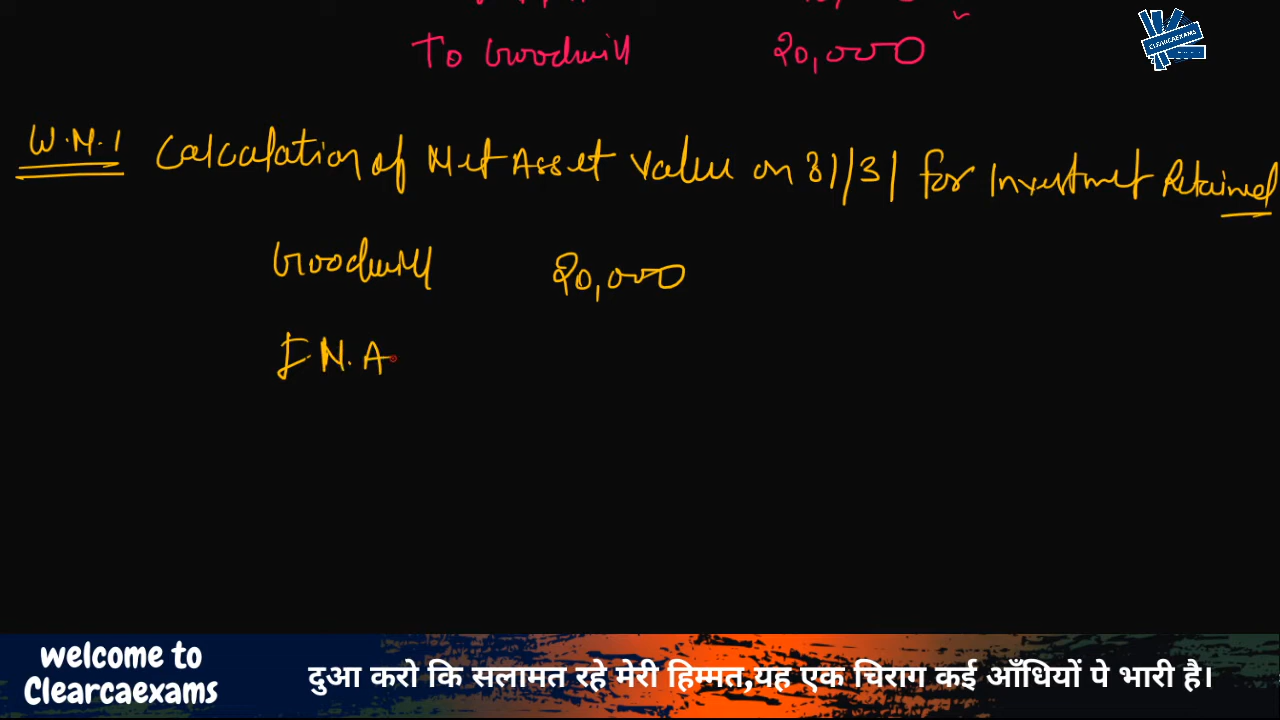 To Goodwill 20,000
CLEARCAEXAMS
W.N.1 Calculation of Net Asset Value on 31/3/ for Investment Retained
Goodwill 20,000
I.N.A
welcome to
Clearcaexams
दुआ करो कि सलामत रहे मेरी हिम्मत,यह एक चिराग कई आँधियों पे भारी है।